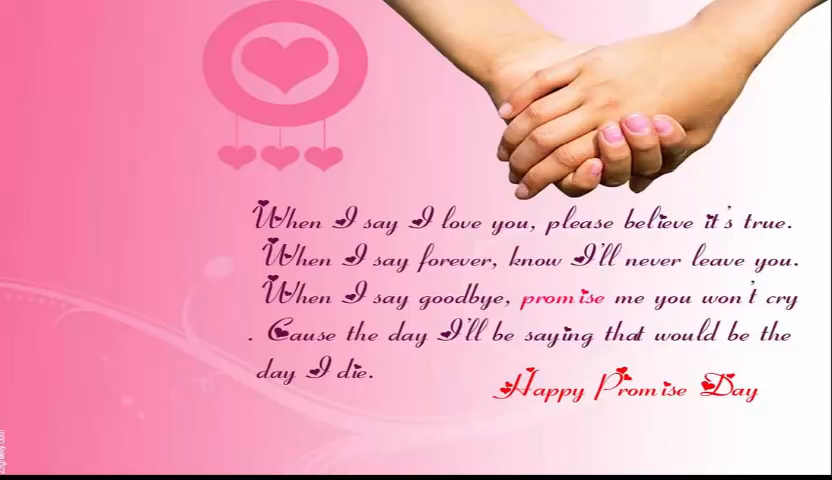 When I say I love you, please believe it's true.
When I say forever, know I'll never leave you.
When I say goodbye, promise me you won't cry
. Cause the day I'll be saying that would be the
day I die.
Happy Promise Day